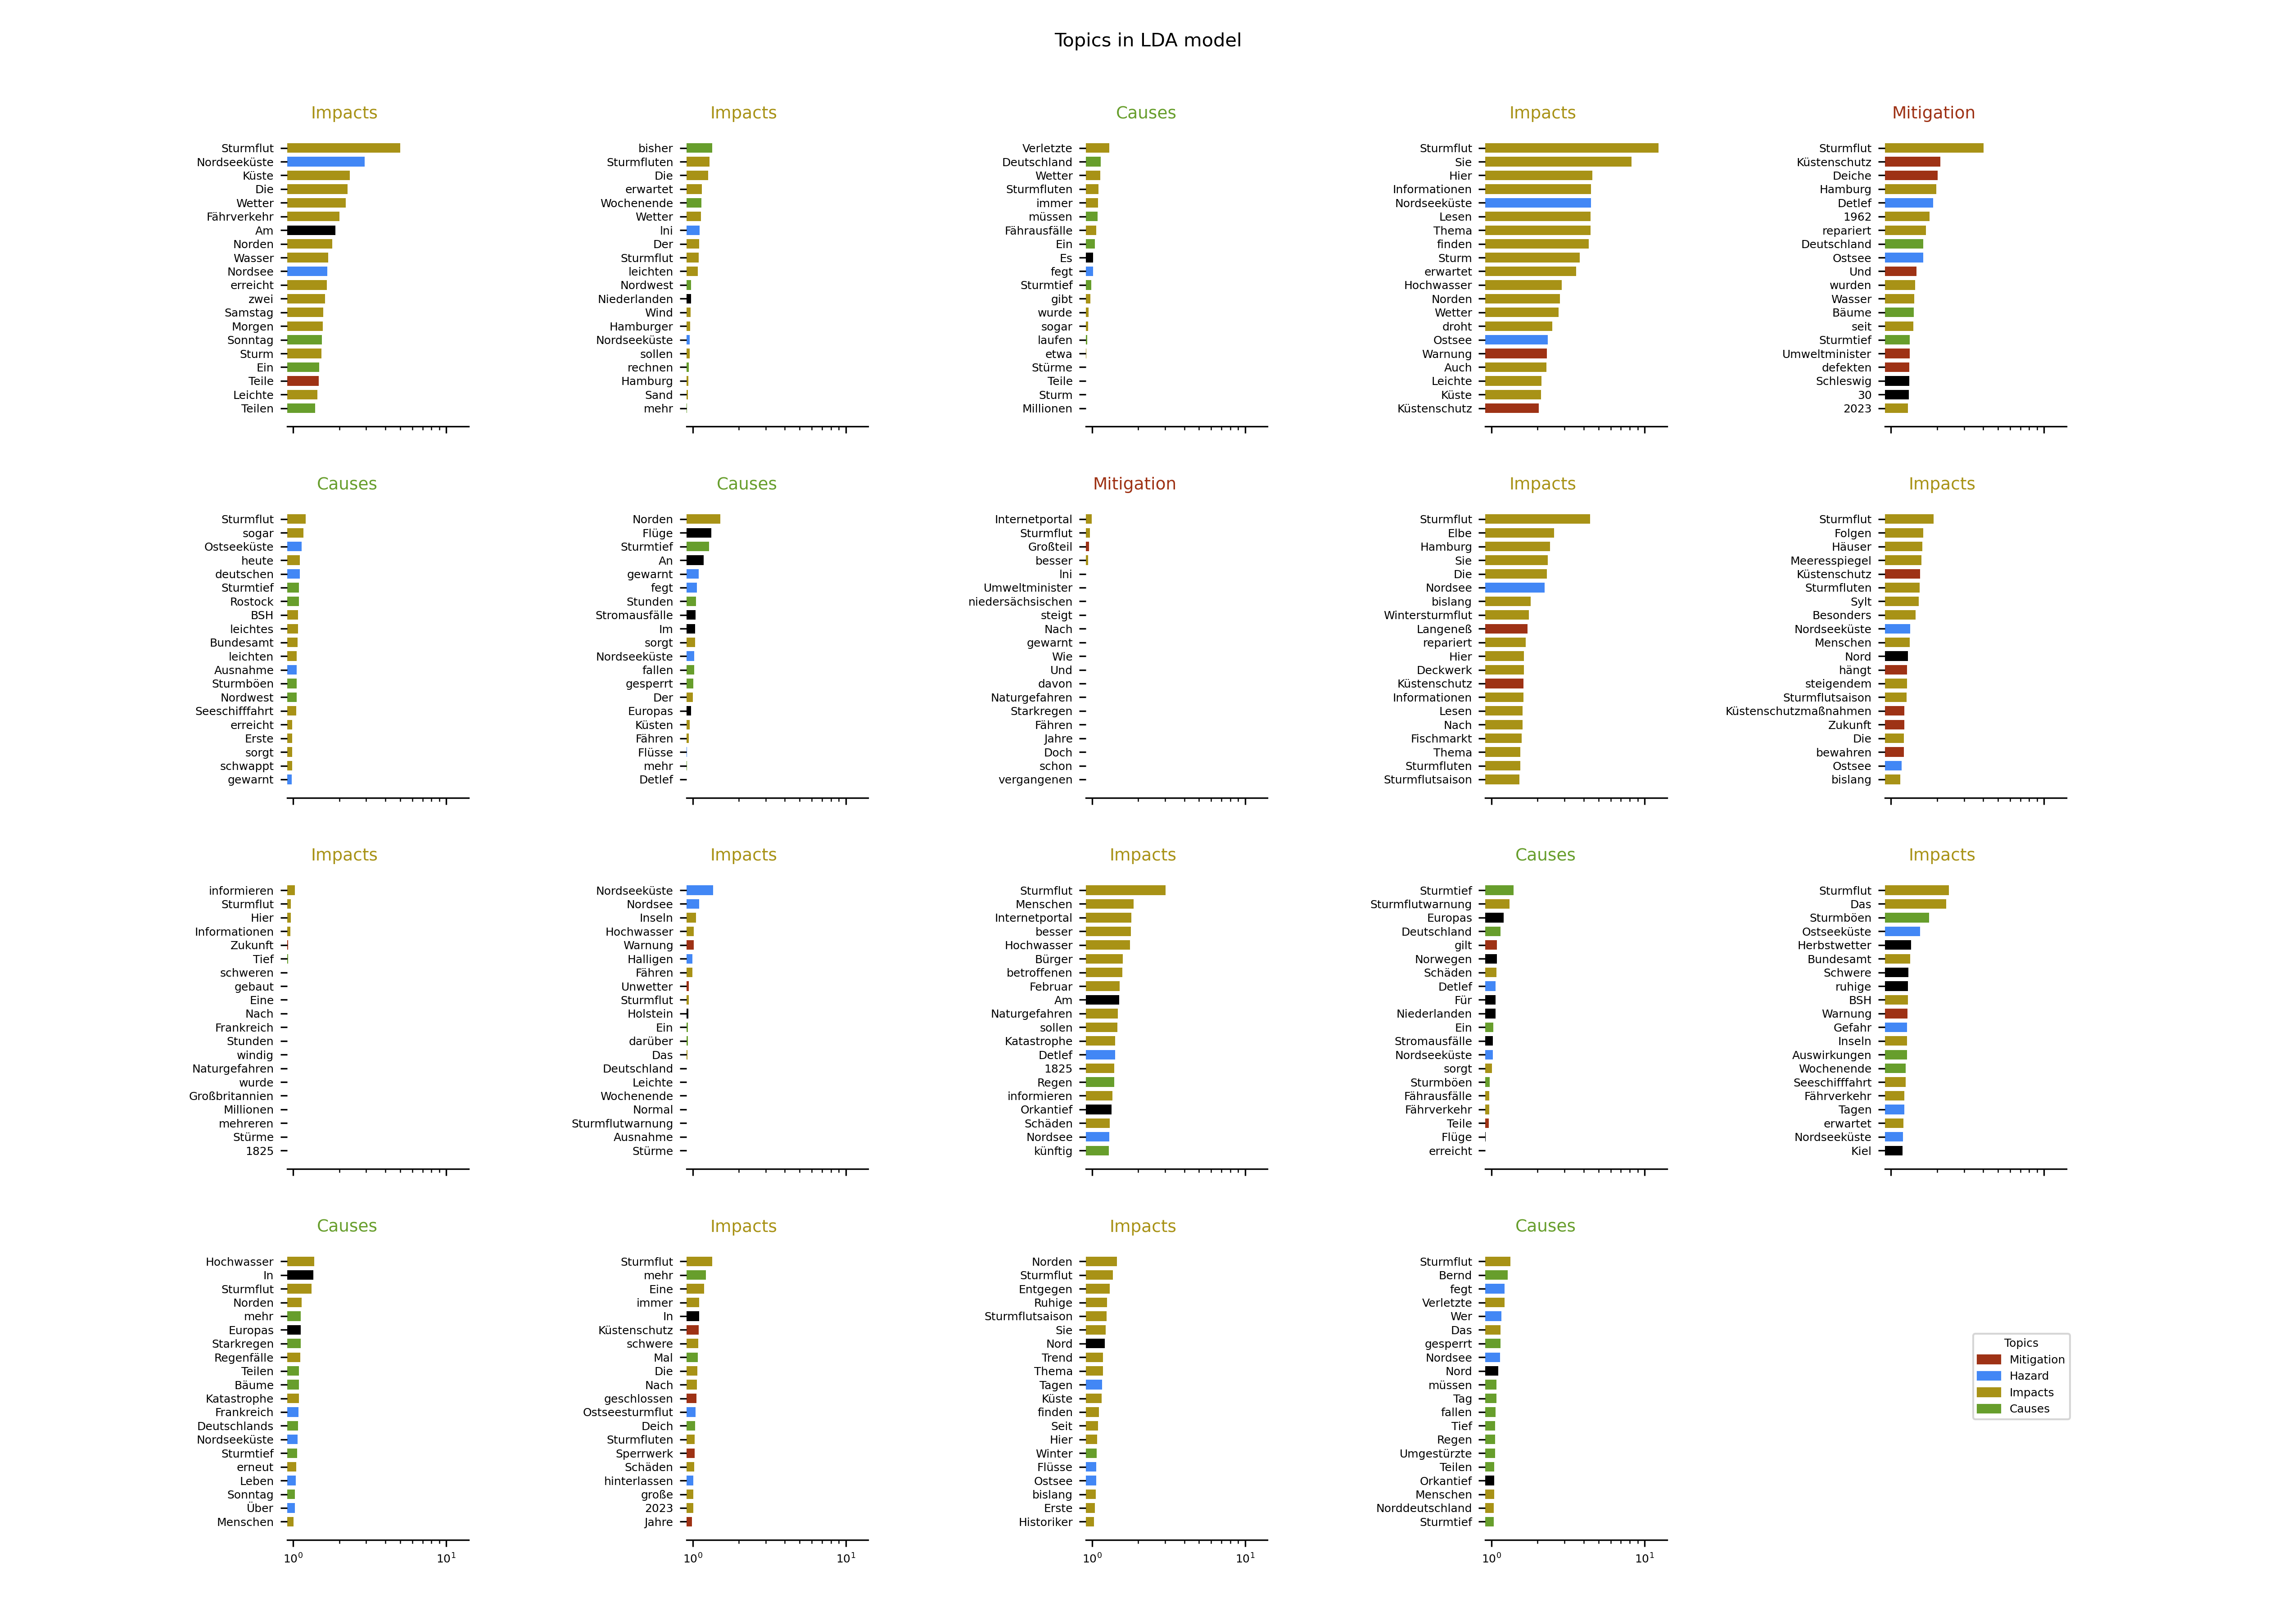 Topics in LDA model
Impacts
Sturmflut
Nordseeküste
Küste
Die
Wetter
Fährverkehr
Am
Norden
Wasser
Nordsee
erreicht
zwei
Samstag
Morgen
Sonntag
Sturm
Ein
Teile
Leichte
Teilen
Impacts
bisher
Sturmfluten
Die
erwartet
Wochenende
Wetter
Ini
Der
Sturmflut
leichten
Nordwest
Niederlanden
Wind
Hamburger
Nordseeküste
sollen
rechnen
Hamburg
Sand
mehr
Causes
Verletzte
Deutschland
Wetter
Sturmfluten
immer
müssen
Fährausfälle
Ein
Es
fegt
Sturmtief
gibt
wurde
sogar
laufen
etwa
Stürme
Teile
Sturm
Millionen
Impacts
Sturmflut
Sie
Hier
Informationen
Nordseeküste
Lesen
Thema
finden
Sturm
erwartet
Hochwasser
Norden
Wetter
droht
Ostsee
Warnung
Auch
Leichte
Küste
Küstenschutz
Mitigation
Sturmflut
Küstenschutz
Deiche
Hamburg
Detlef
1962
repariert
Deutschland
Ostsee
Und
wurden
Wasser
Bäume
seit
Sturmtief
Umweltminister
defekten
Schleswig
30
2023
Causes
Sturmflut
sogar
Ostseeküste
heute
deutschen
Sturmtief
Rostock
BSH
leichtes
Bundesamt
leichten
Ausnahme
Sturmböen
Nordwest
Seeschifffahrt
erreicht
Erste
sorgt
schwappt
gewarnt
Causes
Norden
Flüge
Sturmtief
An
gewarnt
fegt
Stunden
Stromausfälle
Im
sorgt
Nordseeküste
fallen
gesperrt
Der
Europas
Küsten
Fähren
Flüsse
mehr
Detlef
Mitigation
Internetportal
Sturmflut
Großteil
besser
Ini
Umweltminister
niedersächsischen
steigt
Nach
gewarnt
Wie
Und
davon
Naturgefahren
Starkregen
Fähren
Jahre
Doch
schon
vergangenen
Impacts
Sturmflut
Elbe
Hamburg
Sie
Die
Nordsee
bislang
Wintersturmflut
Langeneß
repariert
Hier
Deckwerk
Küstenschutz
Informationen
Lesen
Nach
Fischmarkt
Thema
Sturmfluten
Sturmflutsaison
Impacts
Sturmflut
Folgen
Häuser
Meeresspiegel
Küstenschutz
Sturmfluten
Sylt
Besonders
Nordseeküste
Menschen
Nord
hängt
steigendem
Sturmflutsaison
Küstenschutzmaßnahmen
Zukunft
Die
bewahren
Ostsee
bislang
Impacts
informieren
Sturmflut
Hier
Informationen
Zukunft
Tief
schweren
gebaut
Eine
Nach
Frankreich
Stunden
windig
Naturgefahren
wurde
Großbritannien
Millionen
mehreren
Stürme
1825
Impacts
Nordseeküste
Nordsee
Inseln
Hochwasser
Warnung
Halligen
Fähren
Unwetter
Sturmflut
Holstein
Ein
darüber
Das
Deutschland
Leichte
Wochenende
Normal
Sturmflutwarnung
Ausnahme
Stürme
Impacts
Sturmflut
Menschen
Internetportal
besser
Hochwasser
Bürger
betroffenen
Februar
Am
Naturgefahren
sollen
Katastrophe
Detlef
1825
Regen
informieren
Orkantief
Schäden
Nordsee
künftig
Causes
Sturmtief
Sturmflutwarnung
Europas
Deutschland
gilt
Norwegen
Schäden
Detlef
Für
Niederlanden
Ein
Stromausfälle
Nordseeküste
sorgt
Sturmböen
Fährausfälle
Fährverkehr
Teile
Flüge
erreicht
Impacts
Sturmflut
Das
Sturmböen
Ostseeküste
Herbstwetter
Bundesamt
Schwere
ruhige
BSH
Warnung
Gefahr
Inseln
Auswirkungen
Wochenende
Seeschifffahrt
Fährverkehr
Tagen
erwartet
Nordseeküste
Kiel
Causes
Hochwasser
In
Sturmflut
Norden
mehr
Europas
Starkregen
Regenfälle
Teilen
Bäume
Katastrophe
Frankreich
Deutschlands
Nordseeküste
Sturmtief
erneut
Leben
Sonntag
Über
Menschen
10⁰ 10¹
Impacts
Sturmflut
mehr
Eine
immer
In
Küstenschutz
schwere
Mal
Die
Nach
geschlossen
Ostseesturmflut
Deich
Sturmfluten
Sperrwerk
Schäden
hinterlassen
große
2023
Jahre
10⁰ 10¹
Impacts
Norden
Sturmflut
Entgegen
Ruhige
Sturmflutsaison
Sie
Nord
Trend
Thema
Tagen
Küste
finden
Seit
Hier
Winter
Flüsse
Ostsee
bislang
Erste
Historiker
10⁰ 10¹
Causes
Sturmflut
Bernd
fegt
Verletzte
Wer
Das
gesperrt
Nordsee
Nord
müssen
Tag
fallen
Tief
Regen
Umgestürzte
Teilen
Orkantief
Menschen
Norddeutschland
Sturmtief
10⁰ 10¹
Topics
Mitigation
Hazard
Impacts
Causes